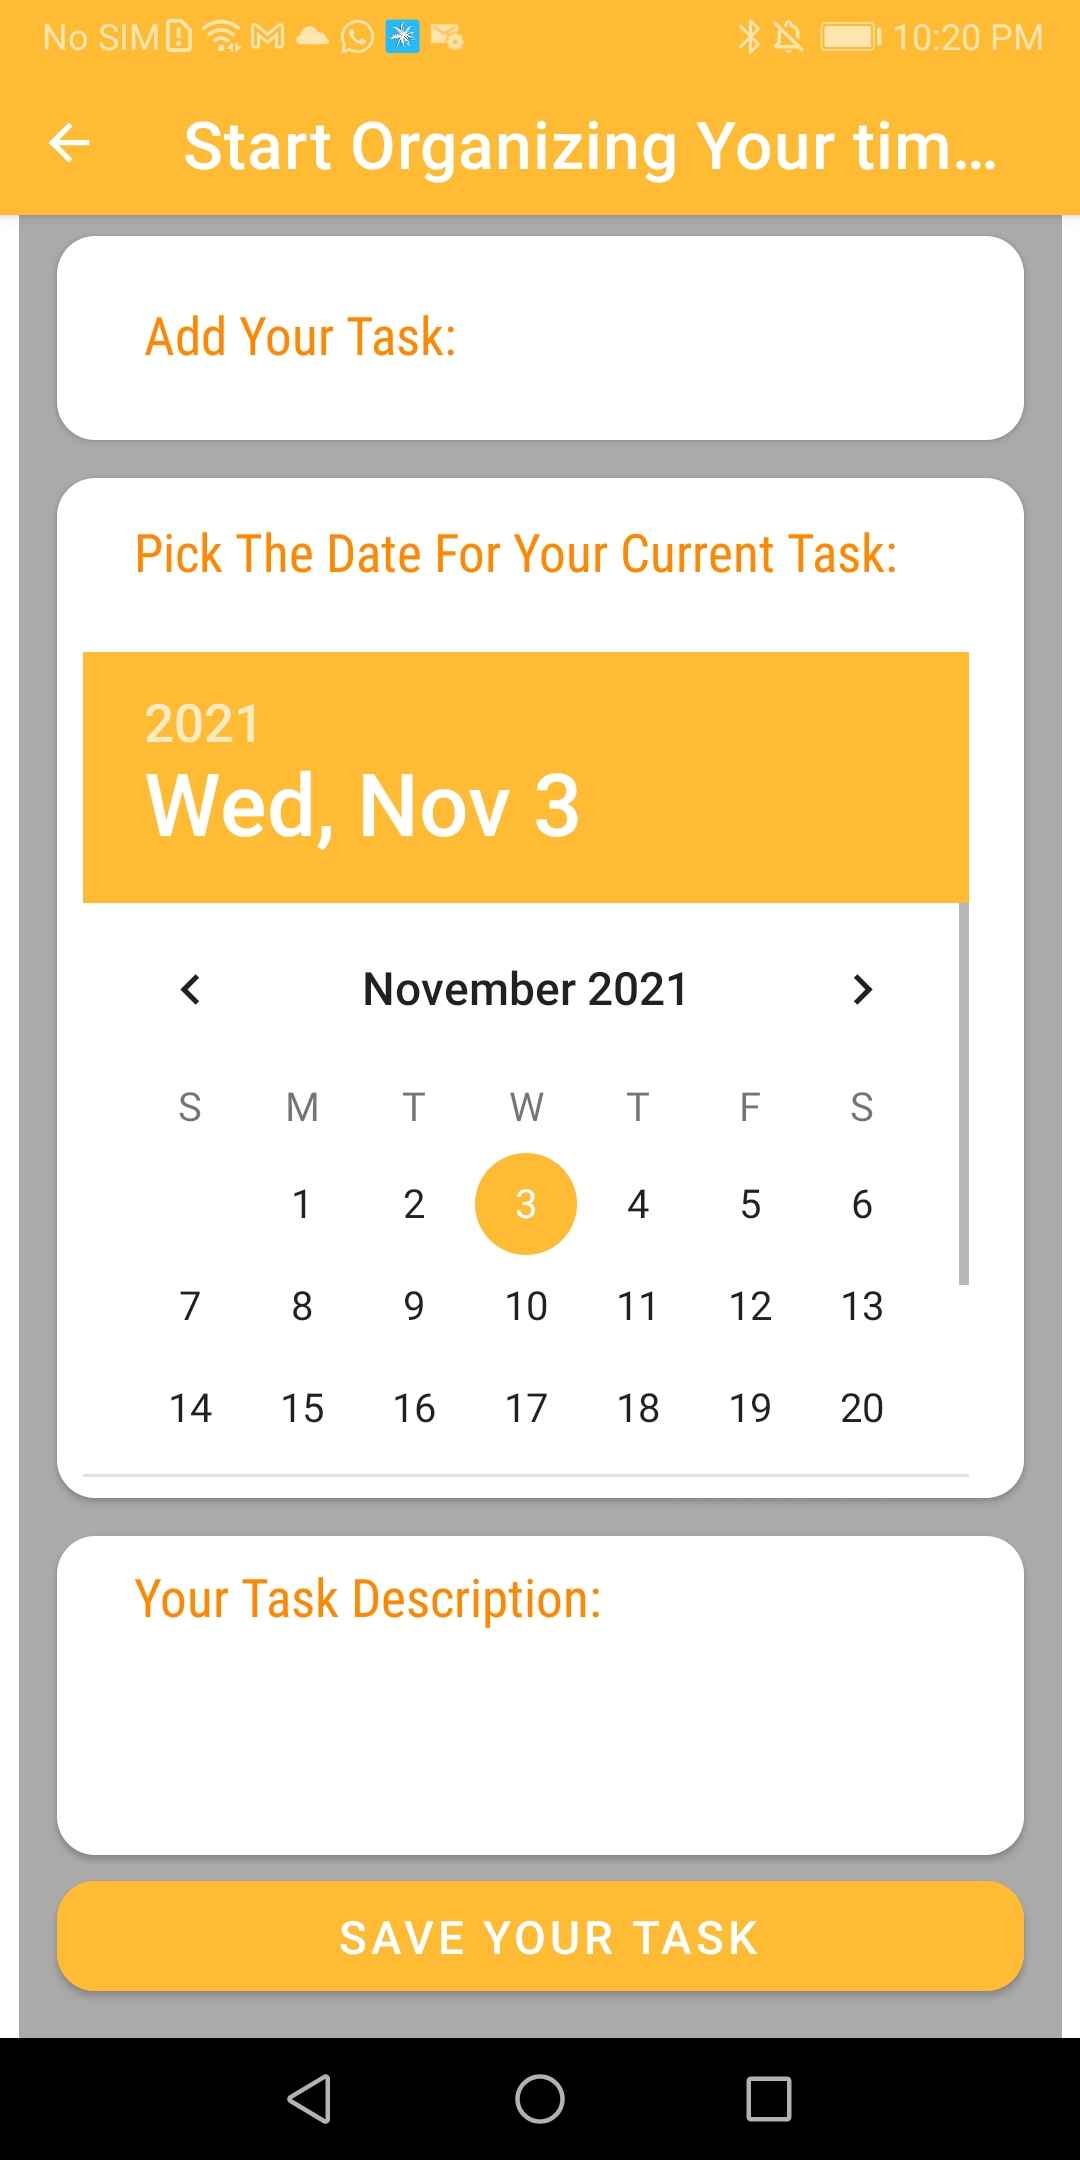 No SIM 10:20 PM
Start Organizing Your tim...
Add Your Task:
Pick The Date For Your Current Task:
2021
Wed, Nov 3
November 2021
S M T W T F S
1 2 3 4 5 6
7 8 9 10 11 12 13
14 15 16 17 18 19 20
Your Task Description:
SAVE YOUR TASK